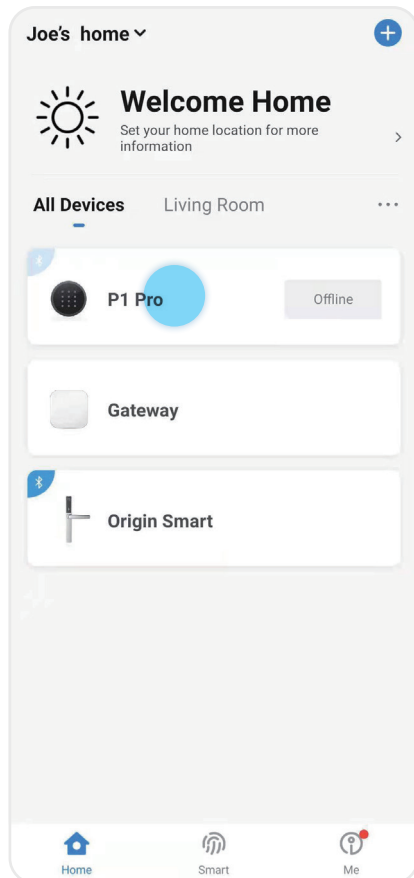 Joe's home
Welcome Home
Set your home location for more
information
All Devices
Living Room
P1 Pro
Offline
Gateway
Origin Smart
Home
Smart
Me